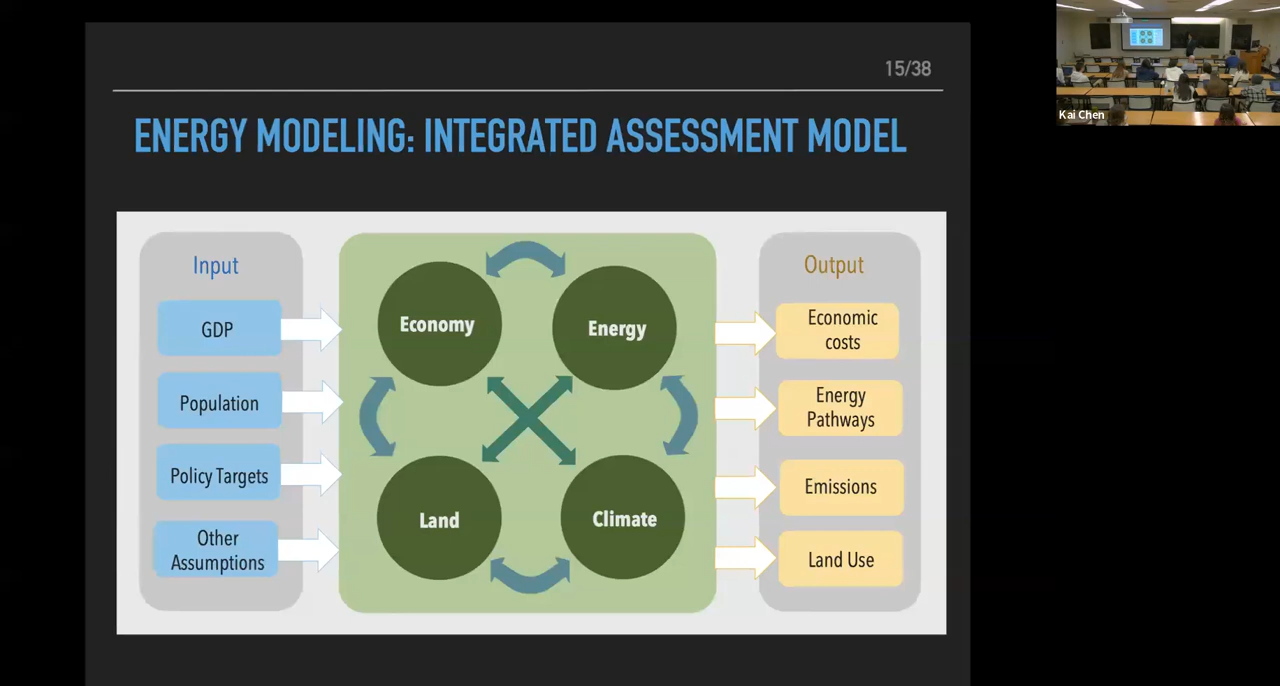 15/38
ENERGY MODELING: INTEGRATED ASSESSMENT MODEL
Input
GDP
Population
Policy Targets
Other
Assumptions
Economy
Energy
Land
Climate
Output
Economic
costs
Energy
Pathways
Emissions
Land Use
Kai Chen